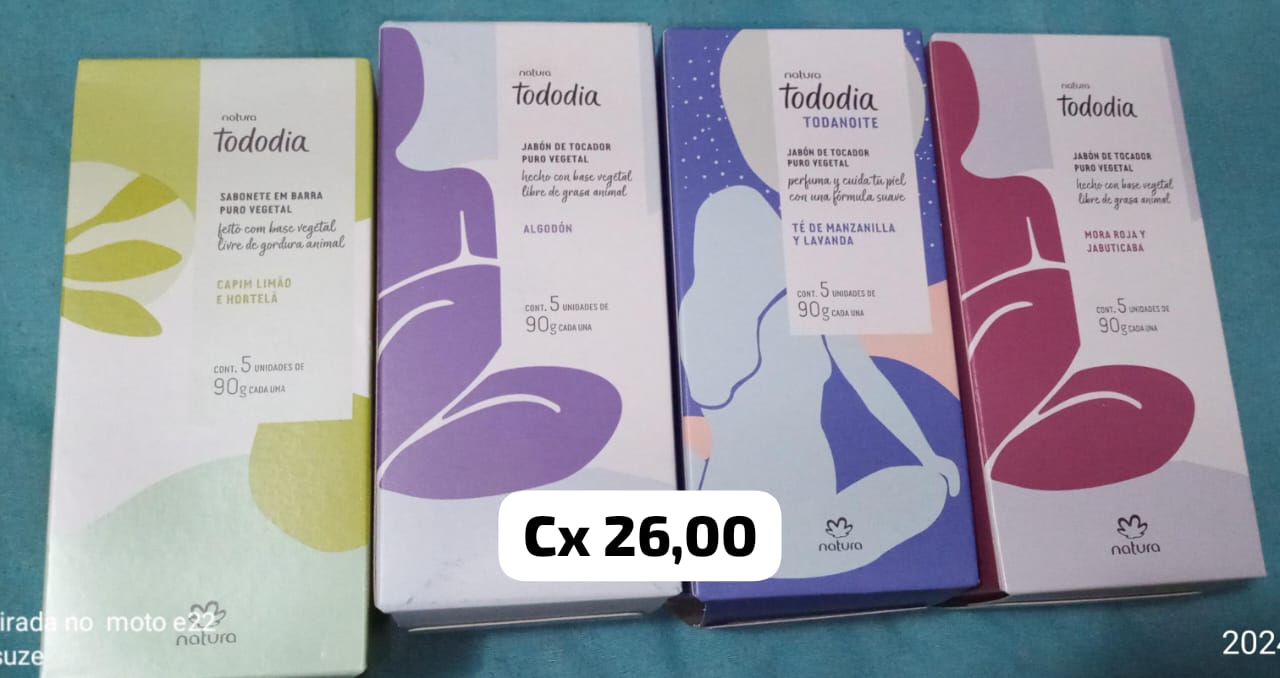 natura
tododia
SABONETE EM BARRA
PURO VEGETAL
feito com base vegetal
livre de gordura animal
CAPIM LIMÃO
E HORTELÃ
CONT. 5 UNIDADES DE
90g CADA UMA
natura
natura
tododia
JABÓN DE TOCADOR
PURO VEGETAL
hecho con base vegetal
libre de grasa animal
ALGODÓN
CONT. 5 UNIDADES DE
90g CADA UNA
natura
tododia
TODANOITE
JABÓN DE TOCADOR
PURO VEGETAL
perfuma y cuida tu piel
con una fórmula suave
TÉ DE MANZANILLA
Y LAVANDA
CONT. 5 UNIDADES DE
90g CADA UNA
natura
natura
tododia
JABÓN DE TOCADOR
PURO VEGETAL
hecho con base vegetal
libre de grasa animal
MORA ROJA Y
JABUTICABA
CONT. 5 UNIDADES DE
90g CADA UNA
natura
Cx 26,00
irada no moto e22
suze
2024